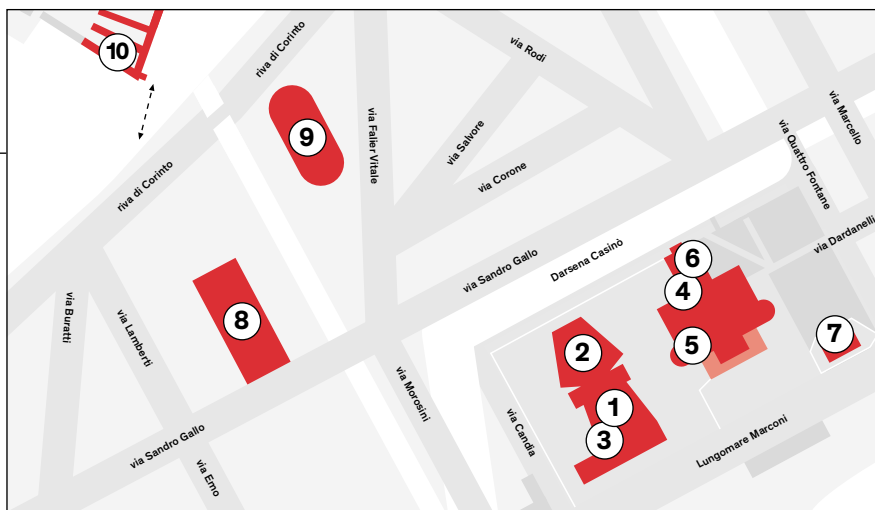 10
riva di Corinto
9
via Falier Vitale
via Rodi
via Salvore
via Corone
via Marcello
via Quattro Fontane
riva di Corinto
via Sandro Gallo
Darsena Casinò
via Dardanelli
6
4
via Buratti
via Lamberti
8
2
5
7
via Morosini
1
3
via Candia
Lungomare Marconi
via Sandro Gallo
via Erno